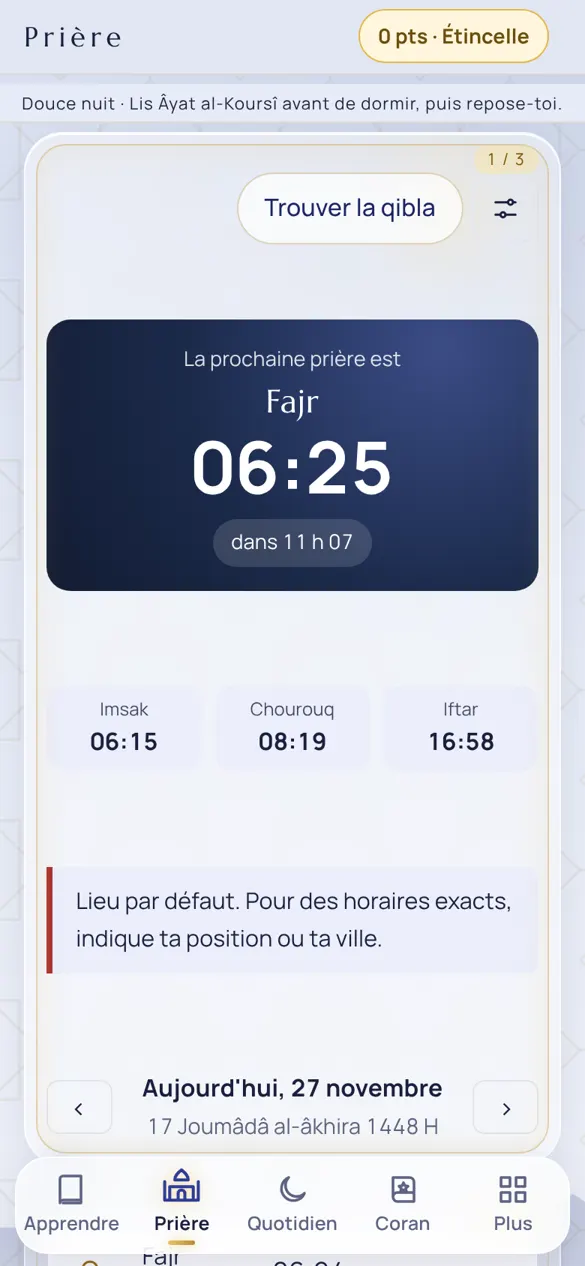 Prière
0 pts · Étincelle
Douce nuit · Lis Âyat al-Koursî avant de dormir, puis repose-toi.
1 / 3
Trouver la qibla
La prochaine prière est
Fajr
06:25
dans 11 h 07
Imsak
06:15
Chourouq
08:19
Iftar
16:58
Lieu par défaut. Pour des horaires exacts,
indique ta position ou ta ville.
Aujourd'hui, 27 novembre
17 Joumâdâ al-âkhira 1448 H
Apprendre
Prière
Quotidien
Coran
Plus
Fajr